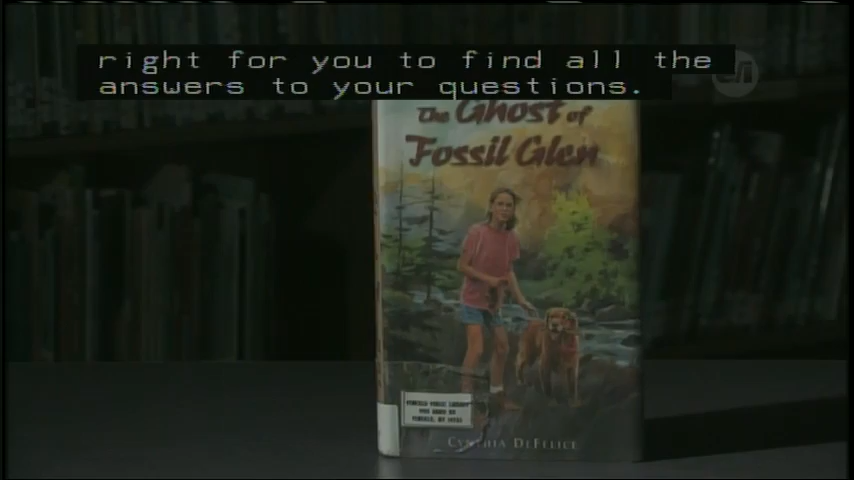 right for you to find all the
answers to your questions.
The Ghost of
Fossil Glen
CYNTHIA DEFELICE